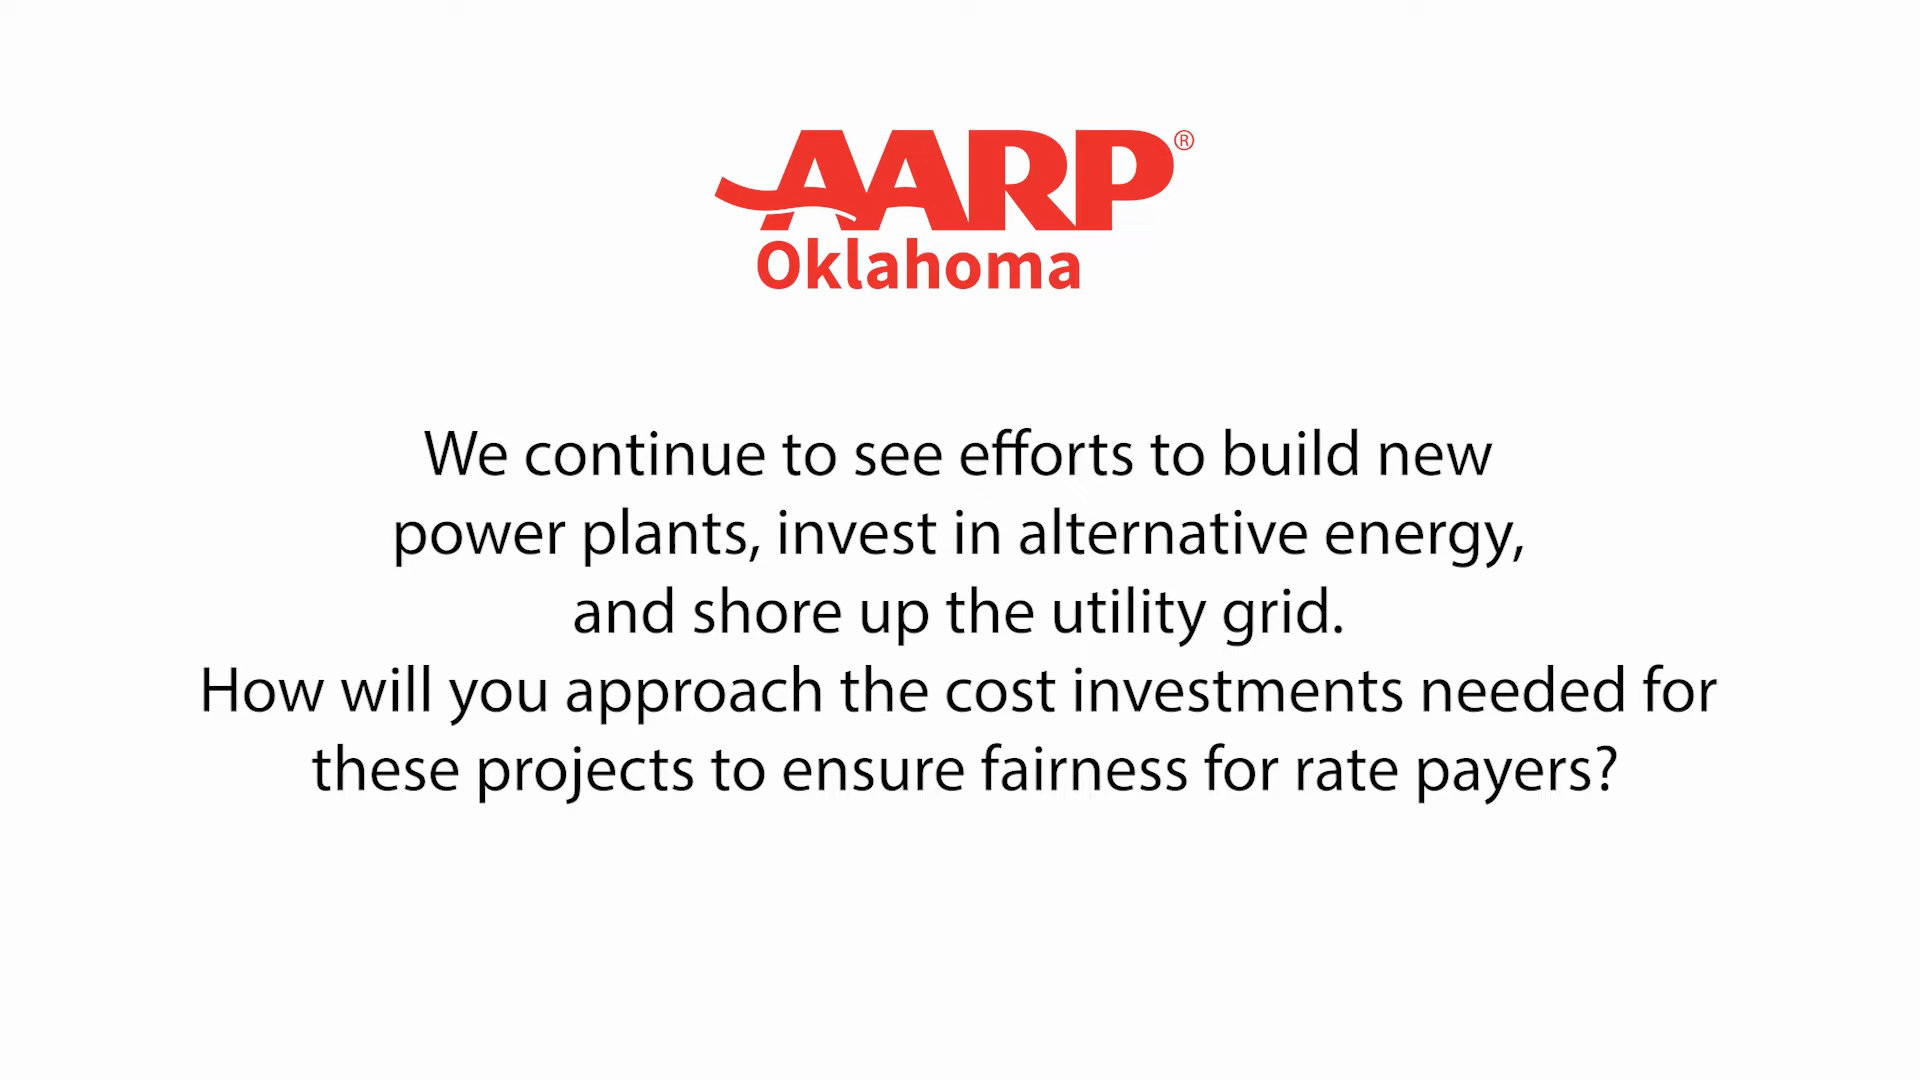 AARP®
Oklahoma
We continue to see efforts to build new
power plants, invest in alternative energy,
and shore up the utility grid.
How will you approach the cost investments needed for
these projects to ensure fairness for rate payers?